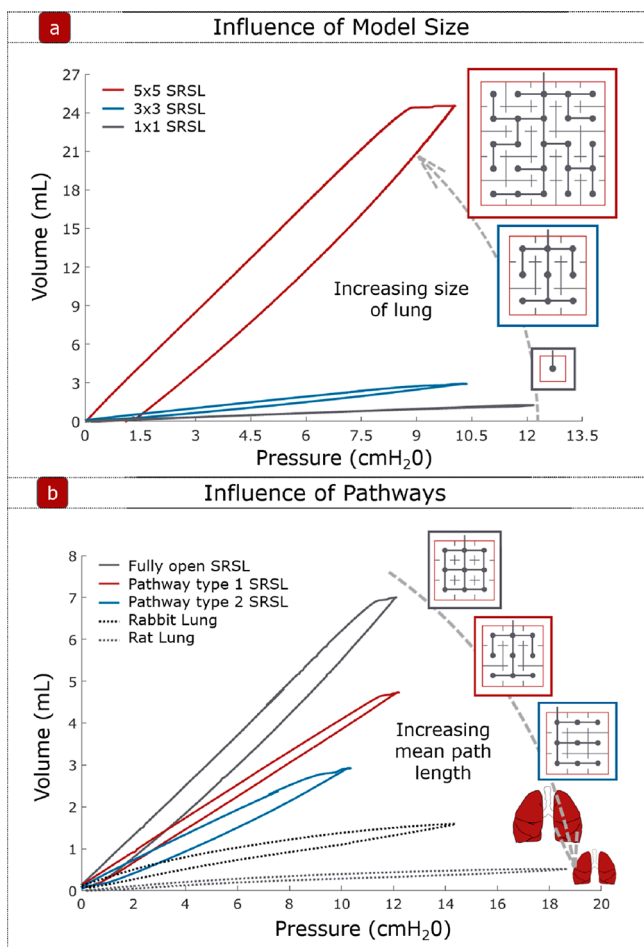 a
Influence of Model Size
27
24
21
18
15
12
9
6
3
0
Volume (mL)
5x5 SRSL
3x3 SRSL
1x1 SRSL
Increasing size
of lung
0
1.5
3
4.5
6
7.5
9
10.5
12
13.5
Pressure (cmH₂0)
b
Influence of Pathways
8
7
6
5
4
3
2
1
0
Volume (mL)
Fully open SRSL
Pathway type 1 SRSL
Pathway type 2 SRSL
Rabbit Lung
Rat Lung
Increasing
mean path
length
0
2
4
6
8
10
12
14
16
18
20
Pressure (cmH₂0)